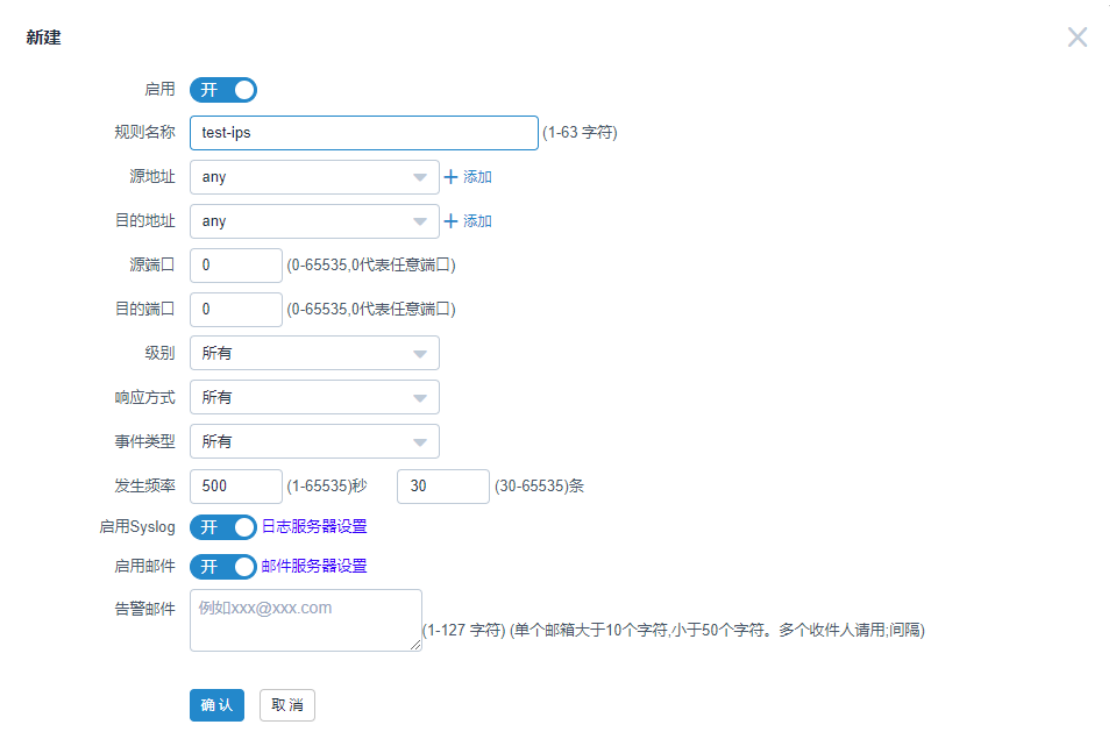 新建
启用 开
规则名称 test-ips (1-63 字符)
源地址 any 添加
目的地址 any 添加
源端口 0 (0-65535,0代表任意端口)
目的端口 0 (0-65535,0代表任意端口)
级别 所有
响应方式 所有
事件类型 所有
发生频率 500 (1-65535)秒 30 (30-65535)条
启用Syslog 开 日志服务器设置
启用邮件 开 邮件服务器设置
告警邮件 例如xxx@xxx.com
(1-127 字符) (单个邮箱大于10个字符,小于50个字符。多个收件人请用;间隔)
确认 取消